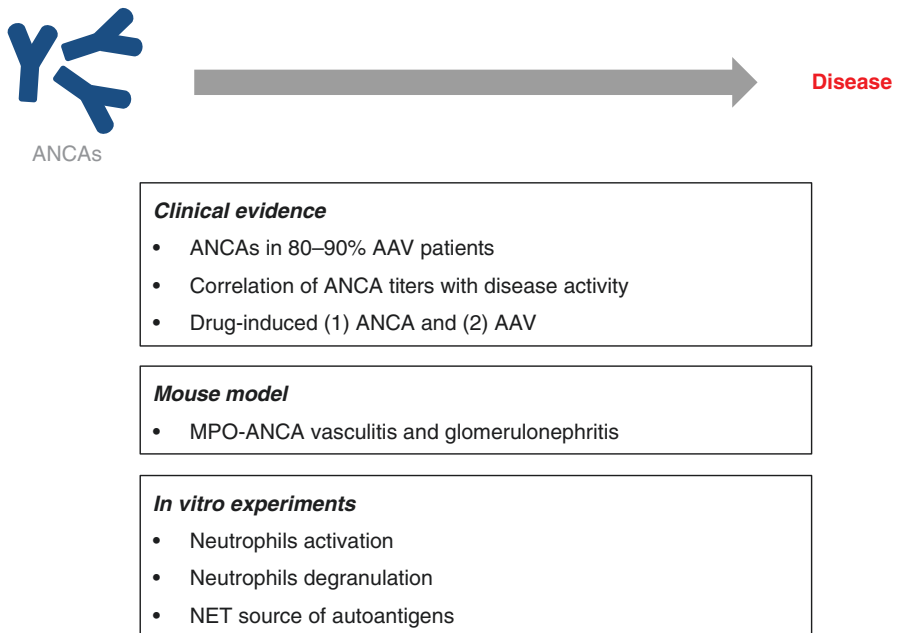 Disease
ANCAs
Clinical evidence
• ANCAs in 80–90% AAV patients
• Correlation of ANCA titers with disease activity
• Drug-induced (1) ANCA and (2) AAV
Mouse model
• MPO-ANCA vasculitis and glomerulonephritis
In vitro experiments
• Neutrophils activation
• Neutrophils degranulation
• NET source of autoantigens